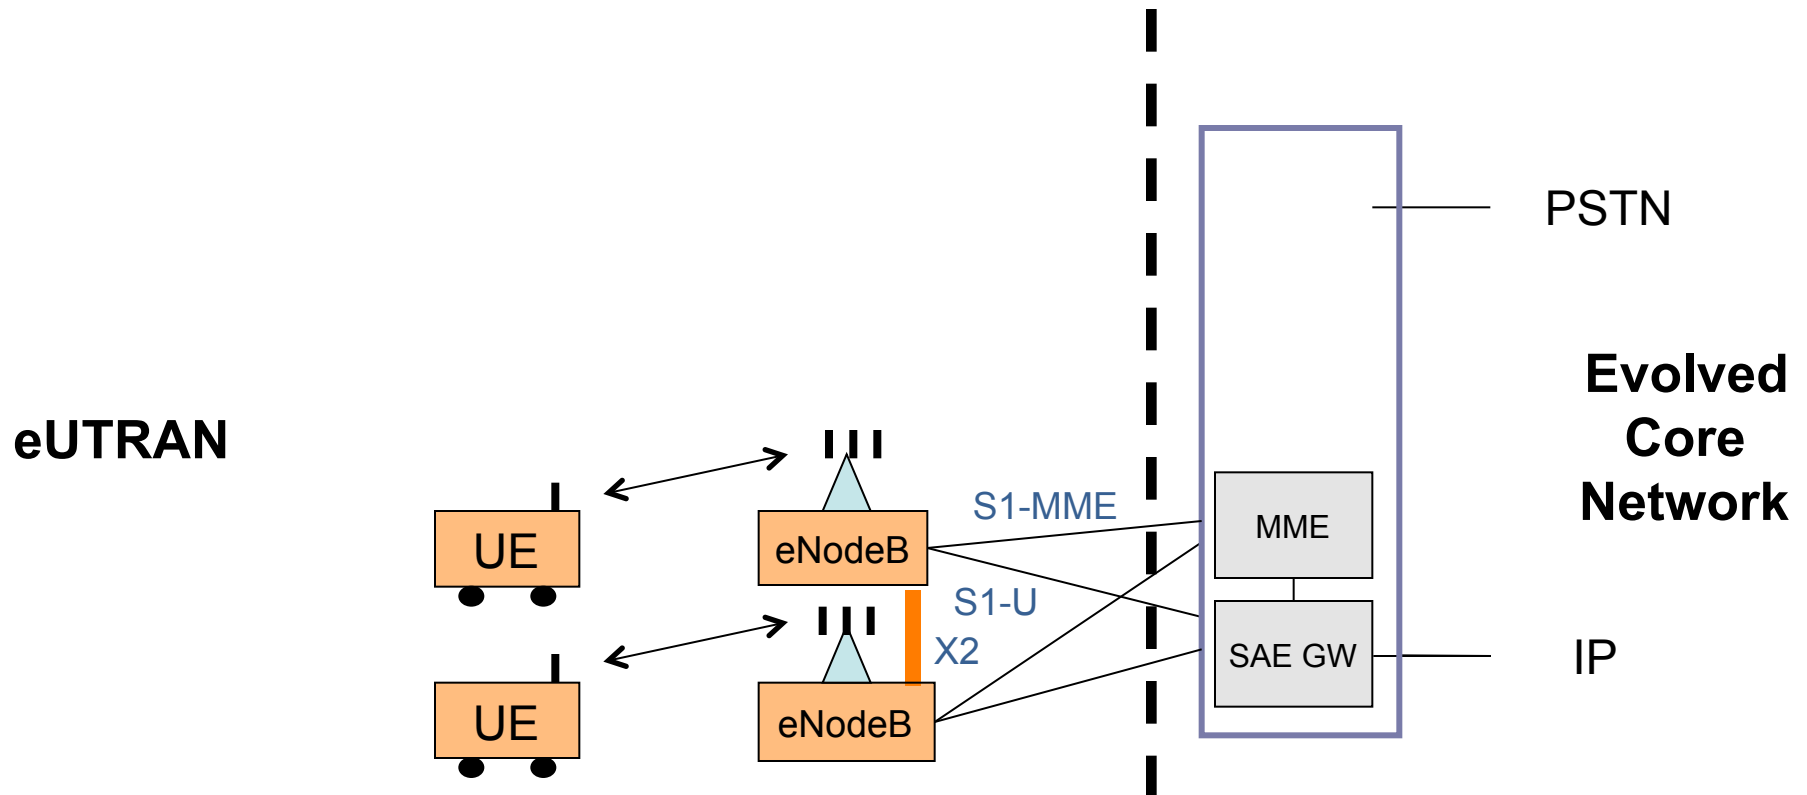 PSTN
Evolved
Core
Network
eUTRAN
S1-MME
MME
UE
eNodeB
S1-U
X2
SAE GW
IP
UE
eNodeB